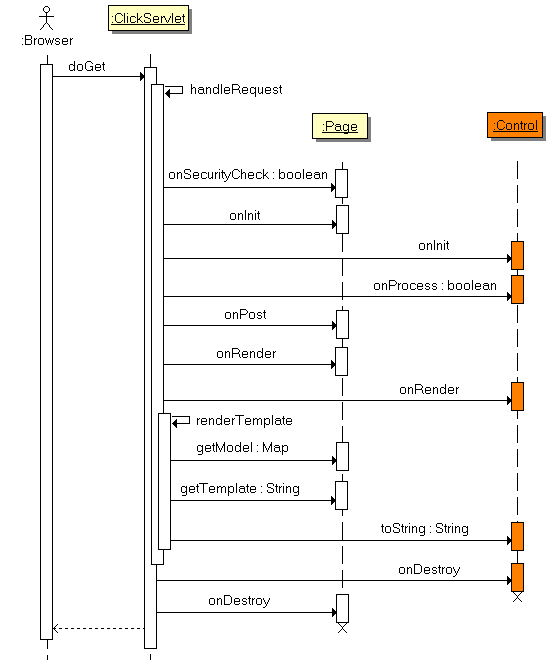 :ClickServlet
:Browser
doGet
handleRequest
:Page
:Control
onSecurityCheck : boolean
onInit
onInit
onProcess : boolean
onPost
onRender
onRender
renderTemplate
getModel : Map
getTemplate : String
toString : String
onDestroy
onDestroy